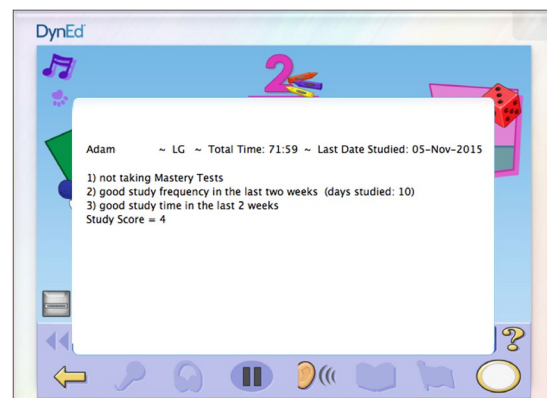 DynEd
2
Adam ~ LG ~ Total Time: 71:59 ~ Last Date Studied: 05-Nov-2015
1) not taking Mastery Tests
2) good study frequency in the last two weeks (days studied: 10)
3) good study time in the last 2 weeks
Study Score = 4
?